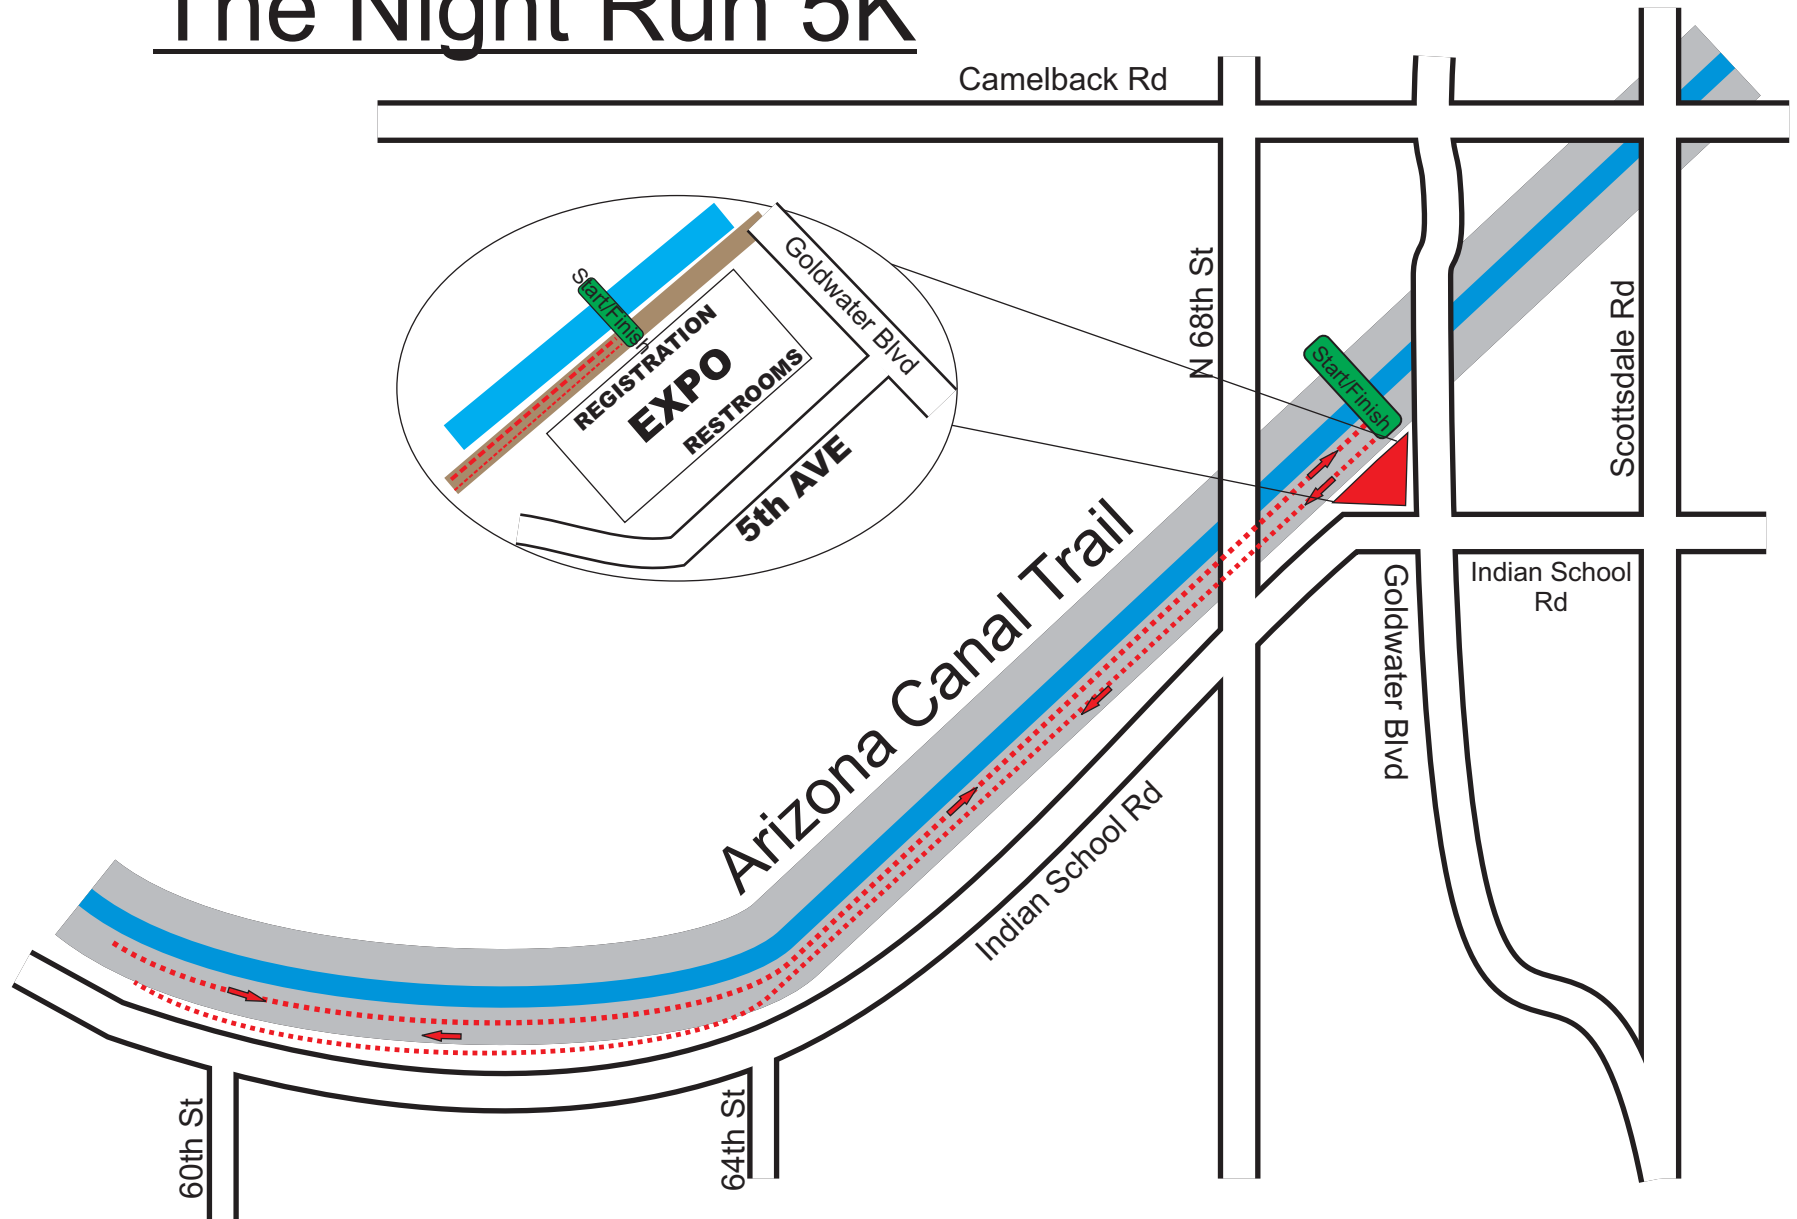 The Night Run 5K
Camelback Rd
N 68th St
Scottsdale Rd
Goldwater Blvd
Start/Finish
REGISTRATION
EXPO
RESTROOMS
5th AVE
Start/Finish
Arizona Canal Trail
Indian School
Rd
Goldwater Blvd
Indian School Rd
60th St
64th St